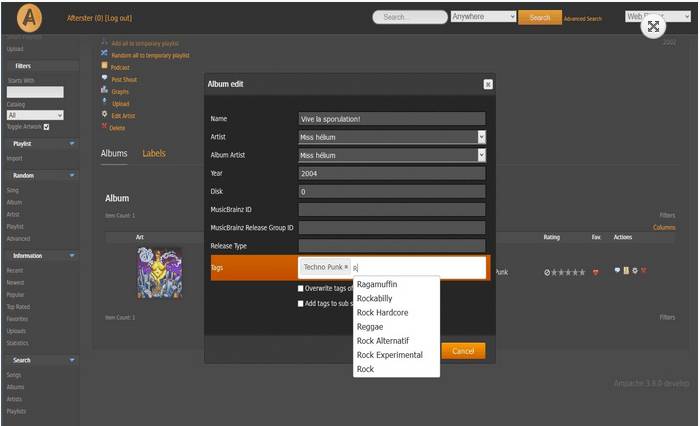 A
Afterster (0) [Log out]
Search...
Anywhere
Search
Advanced Search
Upload
Filters
Starts With
Catalog
All
Toggle Artwork
Playlist
Import
Random
Song
Album
Artist
Playlist
Advanced
Information
Recent
Newest
Popular
Top Rated
Favorites
Uploads
Statistics
Search
Songs
Albums
Artists
Playlists
Add all to temporary playlist
Random all to temporary playlist
Podcast
Post Shout
Graphs
Upload
Edit Artist
Delete
2002
Albums
Labels
Album
Item Count: 1
Filters
Columns
Art
Rating
Fav.
Actions
Punk
Item Count: 1
Filters
Album edit
Name
Vive la sporulation!
Artist
Miss hélium
Album Artist
Miss hélium
Year
2004
Disk
0
MusicBrainz ID
MusicBrainz Release Group ID
Release Type
Tags
Techno Punk
Overwrite tags of
Add tags to sub s
Ragamuffin
Rockabilly
Rock Hardcore
Reggae
Rock Alternatif
Rock Experimental
Rock
Cancel
Ampache 3.8.0 develop